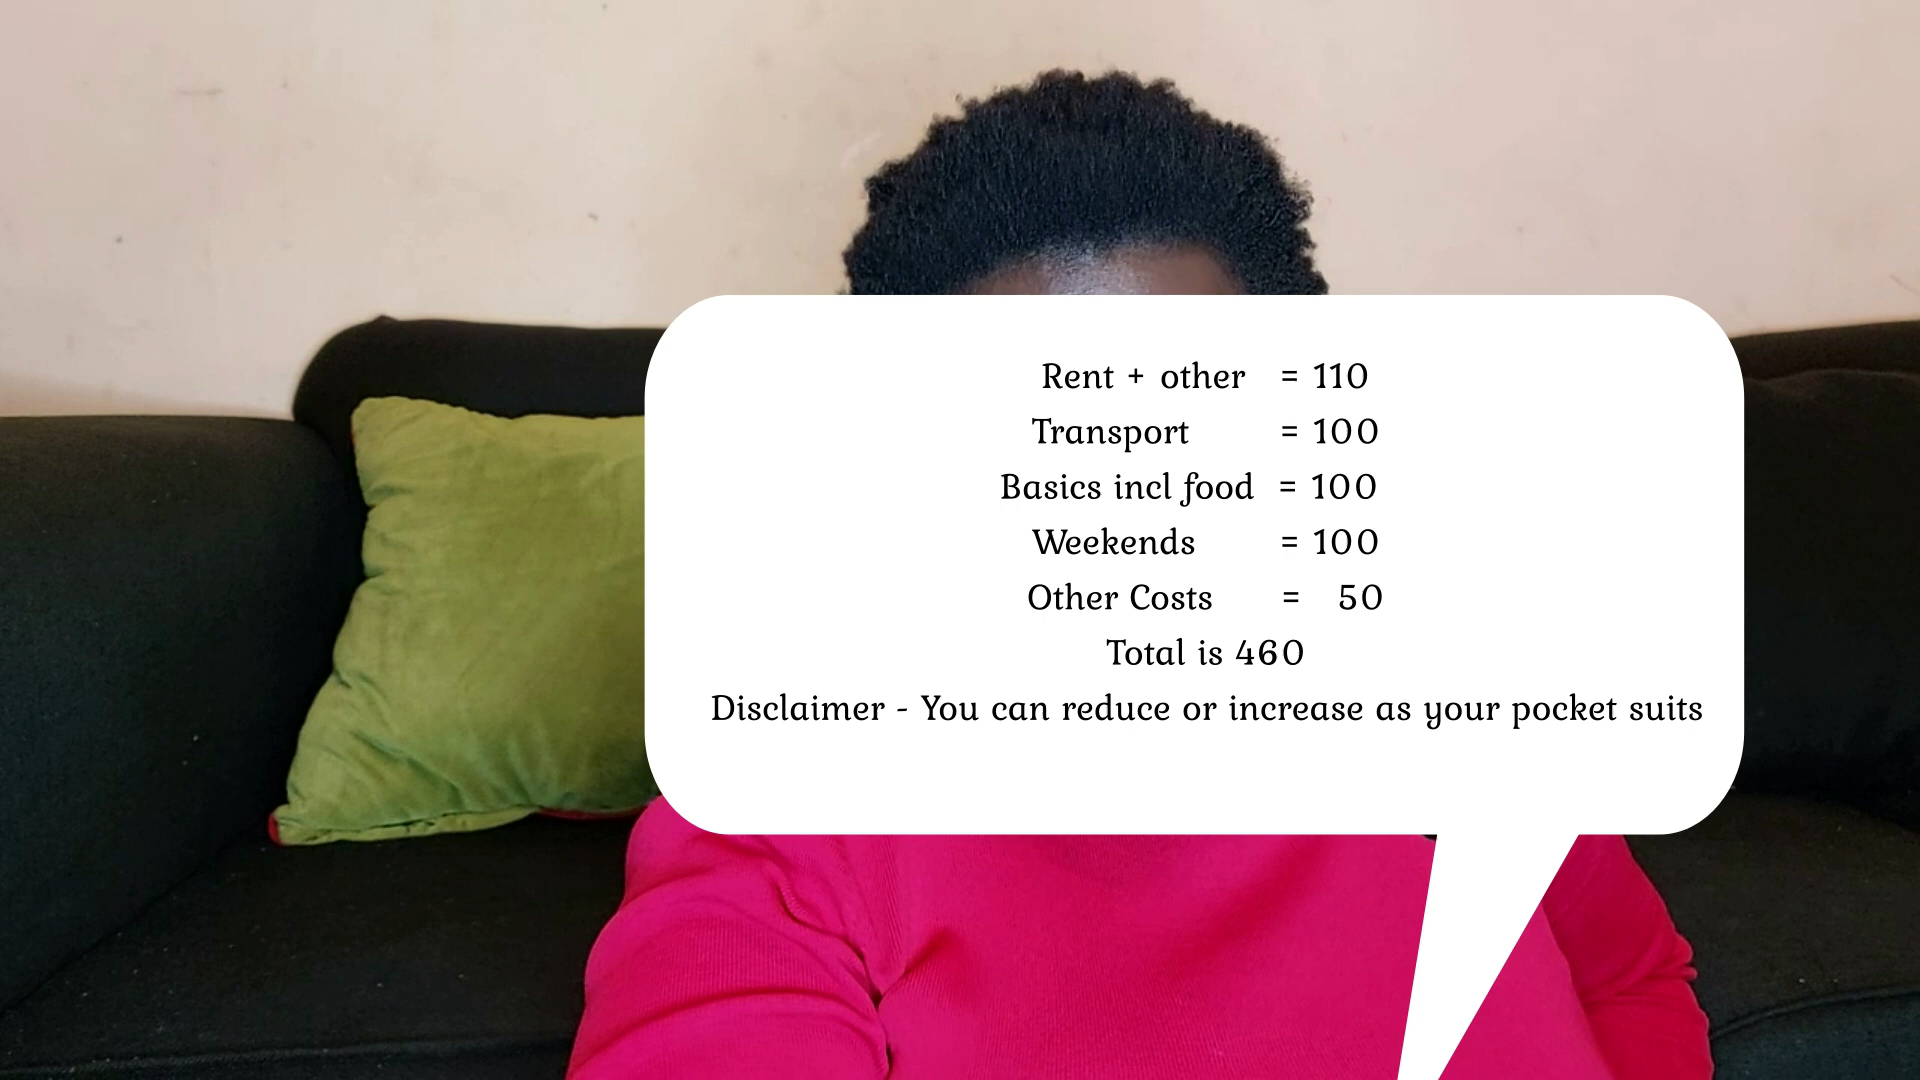 Rent + other = 110
Transport = 100
Basics incl food = 100
Weekends = 100
Other Costs = 50
Total is 460
Disclaimer - You can reduce or increase as your pocket suits